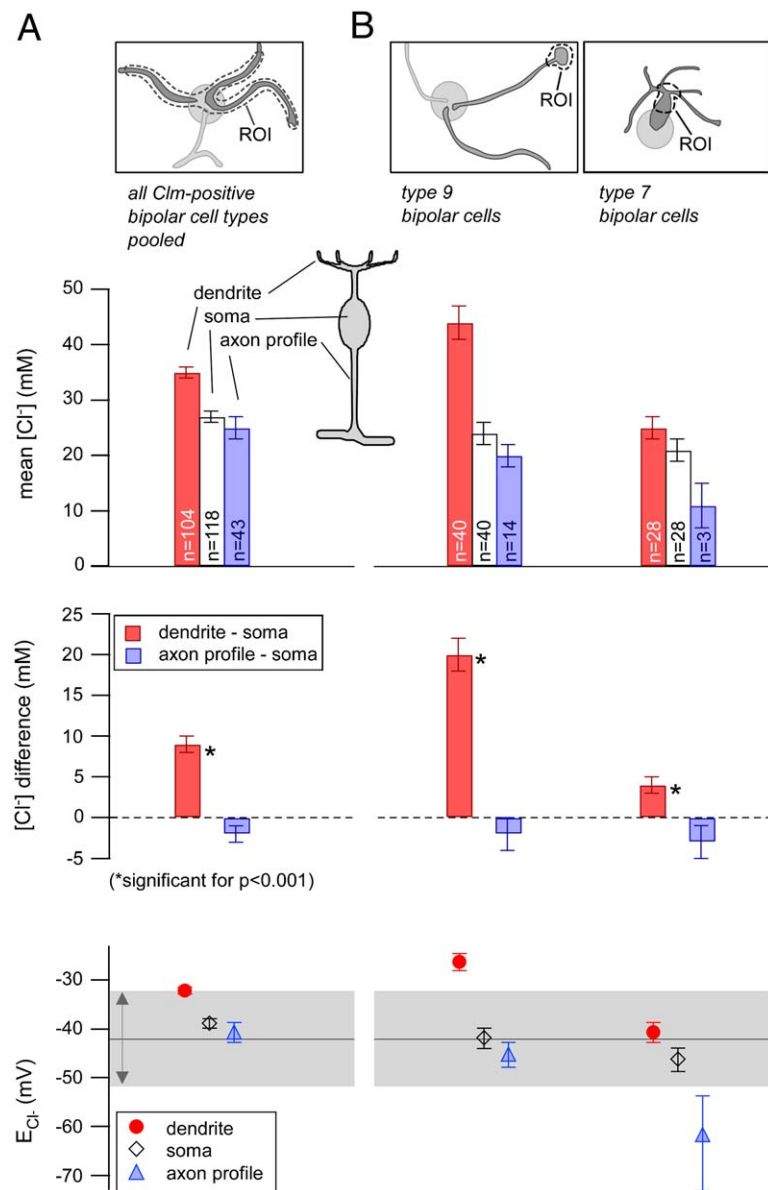 A
B
ROI
ROI
ROI
all Clm-positive
bipolar cell types
pooled
type 9
bipolar cells
type 7
bipolar cells
mean [Cl-] (mM)
50
40
30
20
10
0
dendrite
soma
axon profile
n=104
n=118
n=43
n=40
n=40
n=14
n=28
n=28
n=3
[Cl-] difference (mM)
25
20
15
10
5
0
-5
dendrite - soma
axon profile - soma
*
*
*
(*significant for p<0.001)
ECl- (mV)
-30
-40
-50
-60
-70
dendrite
soma
axon profile